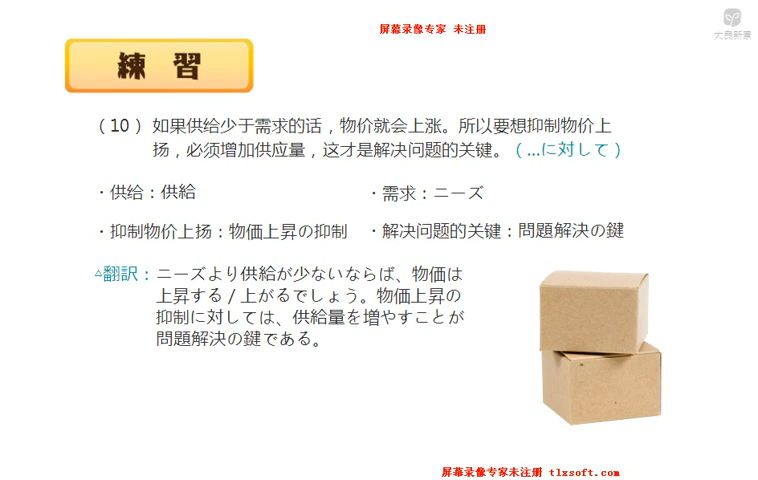 屏幕录像专家 未注册
大良新意
練 習
（10）如果供给少于需求的话，物价就会上涨。所以要想抑制物价上
扬，必须增加供应量，这才是解决问题的关键。（…に対して）
・供给：供給
・需求：ニーズ
・抑制物价上扬：物価上昇の抑制
・解决问题的关键：問題解決の鍵
△翻訳：ニーズより供給が少ないならば、物価は
上昇する / 上がるでしょう。物価上昇の
抑制に対しては、供給量を増やすことが
問題解決の鍵である。
屏幕录像专家未注册 tlxsoft.com